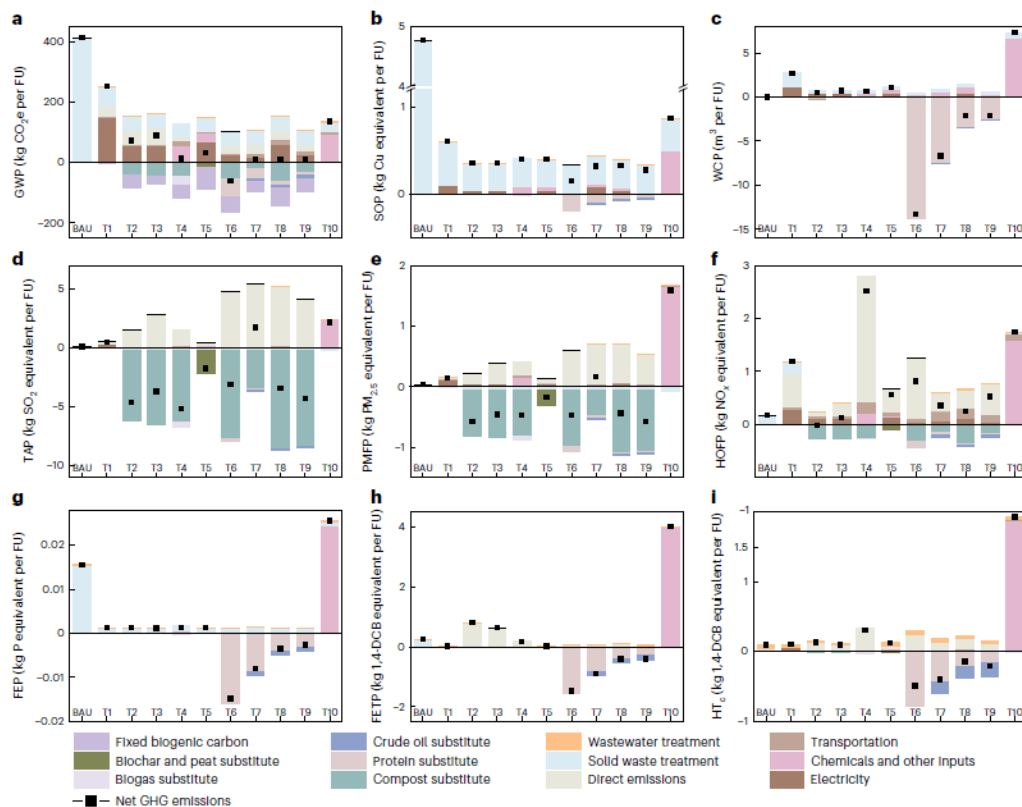 a
GWP (kg CO2e per FU)
400
200
0
−200
BAU T1 T2 T3 T4 T5 T6 T7 T8 T9 T10
b
SOP (kg Cu equivalent per FU)
5
4
1
0
BAU T1 T2 T3 T4 T5 T6 T7 T8 T9 T10
c
WCP (m3 per FU)
5
0
−5
−10
−15
BAU T1 T2 T3 T4 T5 T6 T7 T8 T9 T10
d
TAP (kg SO2 equivalent per FU)
5
0
−5
−10
BAU T1 T2 T3 T4 T5 T6 T7 T8 T9 T10
e
PMFP (kg PM2.5 equivalent per FU)
2
1
0
−1
BAU T1 T2 T3 T4 T5 T6 T7 T8 T9 T10
f
HOFP (kg NOx equivalent per FU)
3
2
1
0
−1
BAU T1 T2 T3 T4 T5 T6 T7 T8 T9 T10
g
FEP (kg P equivalent per FU)
0.02
0.01
0
−0.01
−0.02
BAU T1 T2 T3 T4 T5 T6 T7 T8 T9 T10
h
FETP (kg 1,4-DCB equivalent per FU)
4
2
0
−2
BAU T1 T2 T3 T4 T5 T6 T7 T8 T9 T10
i
HTc (kg 1,4-DCB equivalent per FU)
−1
1.5
1
0
−1
BAU T1 T2 T3 T4 T5 T6 T7 T8 T9 T10
Fixed biogenic carbon
Crude oil substitute
Wastewater treatment
Transportation
Biochar and peat substitute
Protein substitute
Solid waste treatment
Chemicals and other inputs
Biogas substitute
Compost substitute
Direct emissions
Electricity
Net GHG emissions